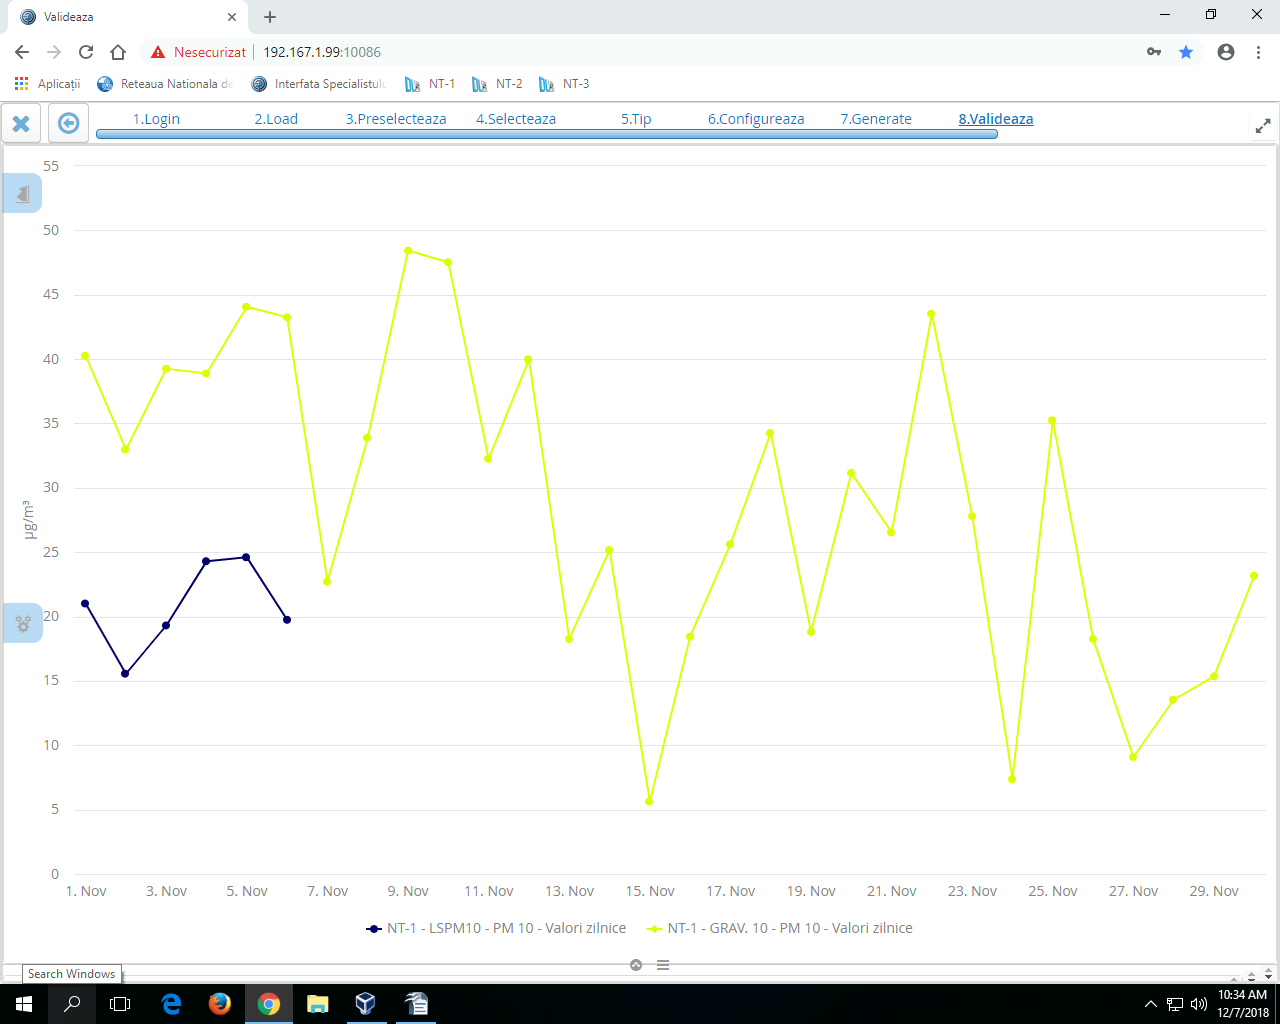 Valideaza
Nesecurizat
192.167.1.99:10086
Aplicații
Reteaua Nationala de
Interfata Specialistulu
NT-1
NT-2
NT-3
1.Login
2.Load
3.Preselecteaza
4.Selecteaza
5.Tip
6.Configureaza
7.Generate
8.Valideaza
55
50
45
40
35
30
25
20
15
10
5
0
µg/m³
1. Nov
3. Nov
5. Nov
7. Nov
9. Nov
11. Nov
13. Nov
15. Nov
17. Nov
19. Nov
21. Nov
23. Nov
25. Nov
27. Nov
29. Nov
NT-1 - LSPM10 - PM 10 - Valori zilnice
NT-1 - GRAV. 10 - PM 10 - Valori zilnice
Search Windows
10:34 AM
12/7/2018